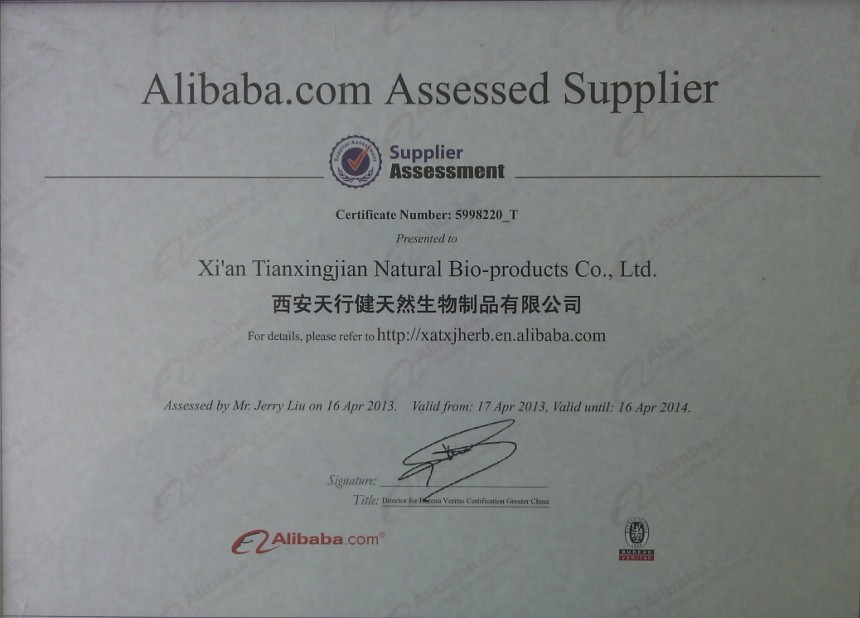 Alibaba.com Assessed Supplier
Supplier Assessment
Supplier
Assessment
Certificate Number: 5998220_T
Presented to
Xi'an Tianxingjian Natural Bio-products Co., Ltd.
西安天行健天然生物制品有限公司
For details, please refer to http://xatxjherb.en.alibaba.com
Assessed by Mr. Jerry Liu on 16 Apr 2013. Valid from: 17 Apr 2013, Valid until: 16 Apr 2014.
Signature:
Title: Director for Bureau Veritas Certification Greater China
Alibaba.com®
BUREAU
VERITAS